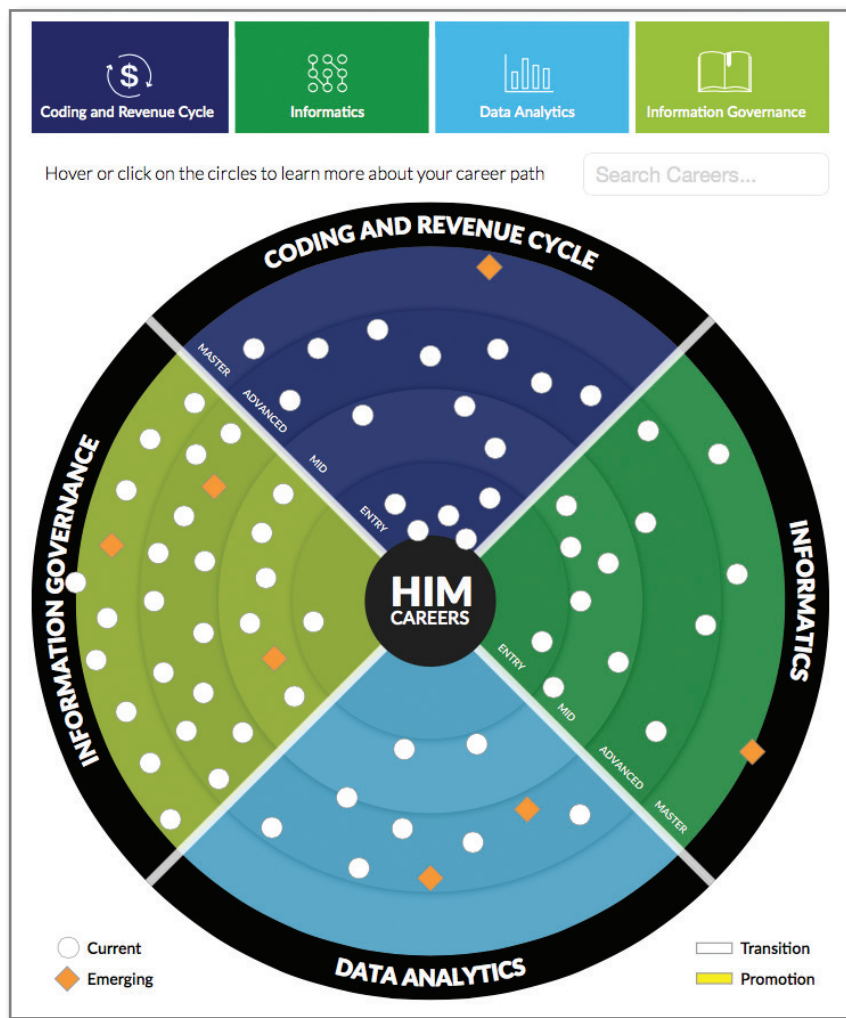 $
Coding and Revenue Cycle
Informatics
Data Analytics
Information Governance
Hover or click on the circles to learn more about your career path
Search Careers...
CODING AND REVENUE CYCLE
MASTER
ADVANCED
MID
ENTRY
INFORMATION GOVERNANCE
HIM
CAREERS
INFORMATICS
ENTRY
MID
ADVANCED
MASTER
DATA ANALYTICS
Current
Emerging
Transition
Promotion